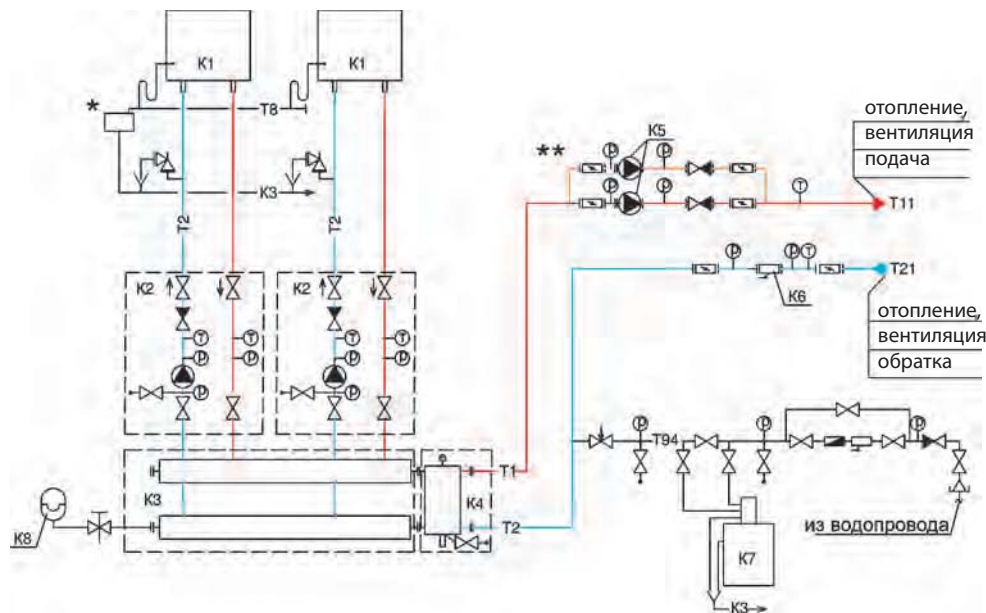 К1
К1
*
Т8
К3
Т2
Т2
К2
К2
Т
Р
Р
Т
Р
Т
Р
Р
Т
Р
**
К5
Р
Р
Р
Р
Т
отопление,
вентиляция
подача
Т11
Р
Р
Т
К6
Т21
отопление,
вентиляция
обратка
К3
К4
Т1
Т2
К8
Р
Т94
Р
Р
К7
К3
из водопровода